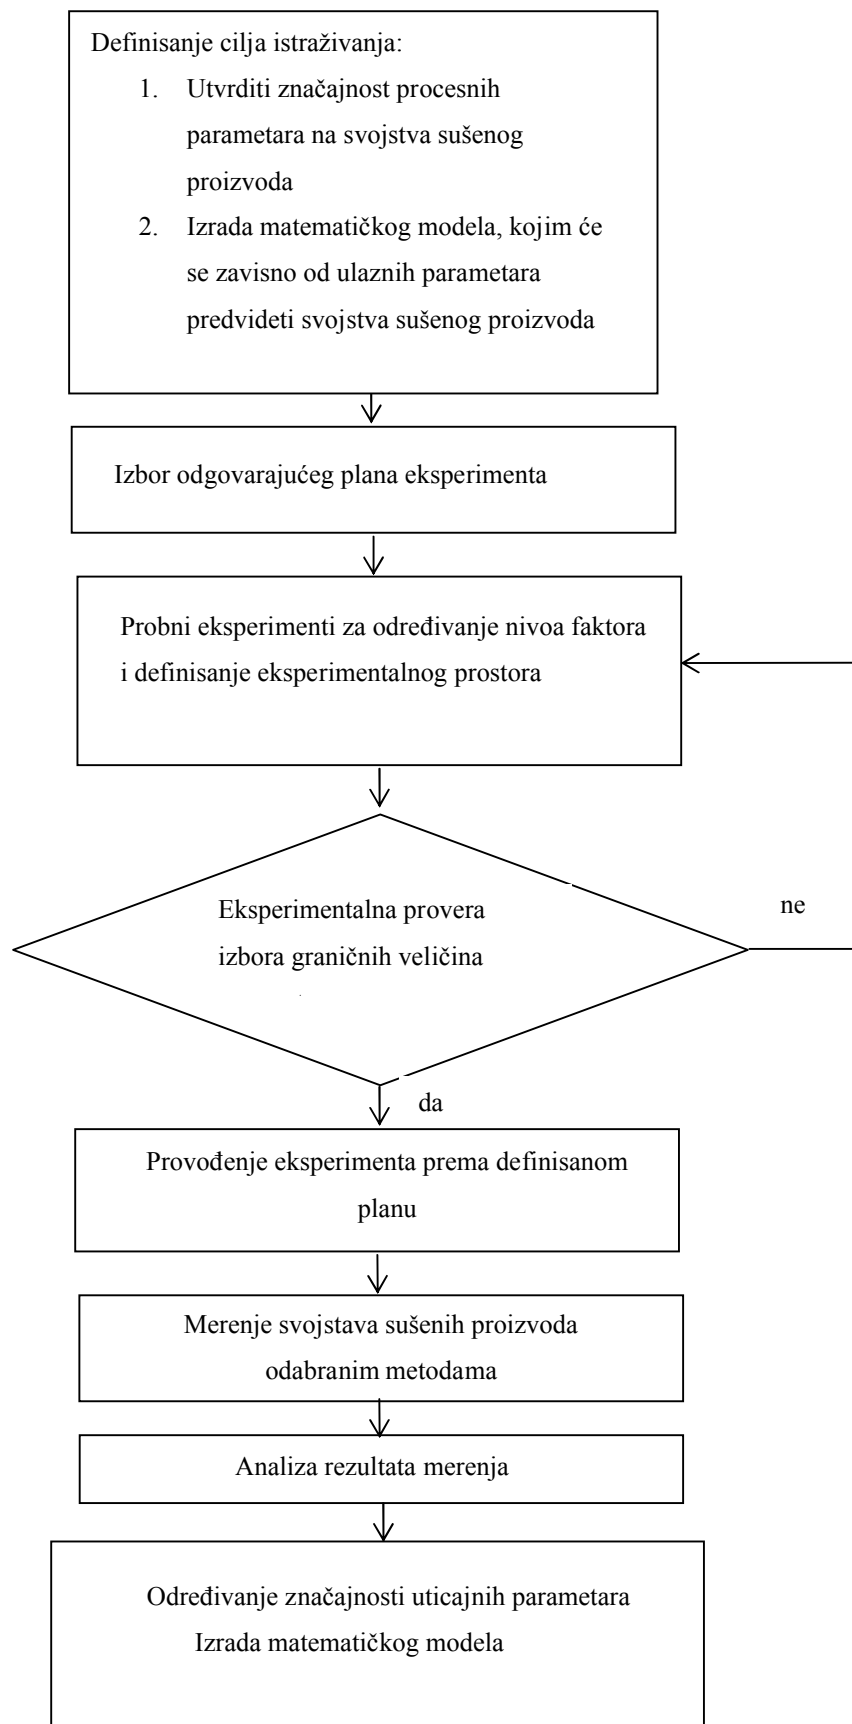 Definisanje cilja istraživanja:
1. Utvrditi značajnost procesnih
parametara na svojstva sušenog
proizvoda
2. Izrada matematičkog modela, kojim će
se zavisno od ulaznih parametara
predvideti svojstva sušenog proizvoda
Izbor odgovarajućeg plana eksperimenta
Probni eksperimenti za određivanje nivoa faktora
i definisanje eksperimentalnog prostora
Eksperimentalna provera
izbora graničnih veličina
ne
da
Provođenje eksperimenta prema definisanom
planu
Merenje svojstava sušenih proizvoda
odabranim metodama
Analiza rezultata merenja
Određivanje značajnosti uticajnih parametara
Izrada matematičkog modela